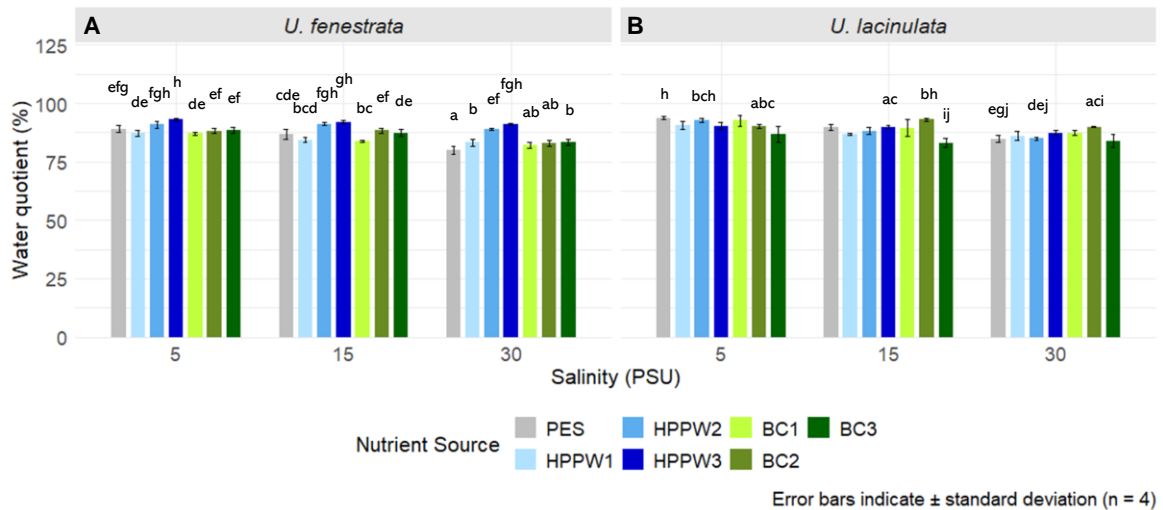 A U. fenestrata
B U. lacinulata
Water quotient (%)
125
100
75
50
25
0
efg de fgh h de ef ef
cde bcd fgh gh bc ef de
a b ef fgh ab ab b
h bch abc
ac bh ij
egj dej aci
5 15 30
5 15 30
Salinity (PSU)
Nutrient Source
PES HPPW2 BC1 BC3
HPPW1 HPPW3 BC2
Error bars indicate ± standard deviation (n = 4)